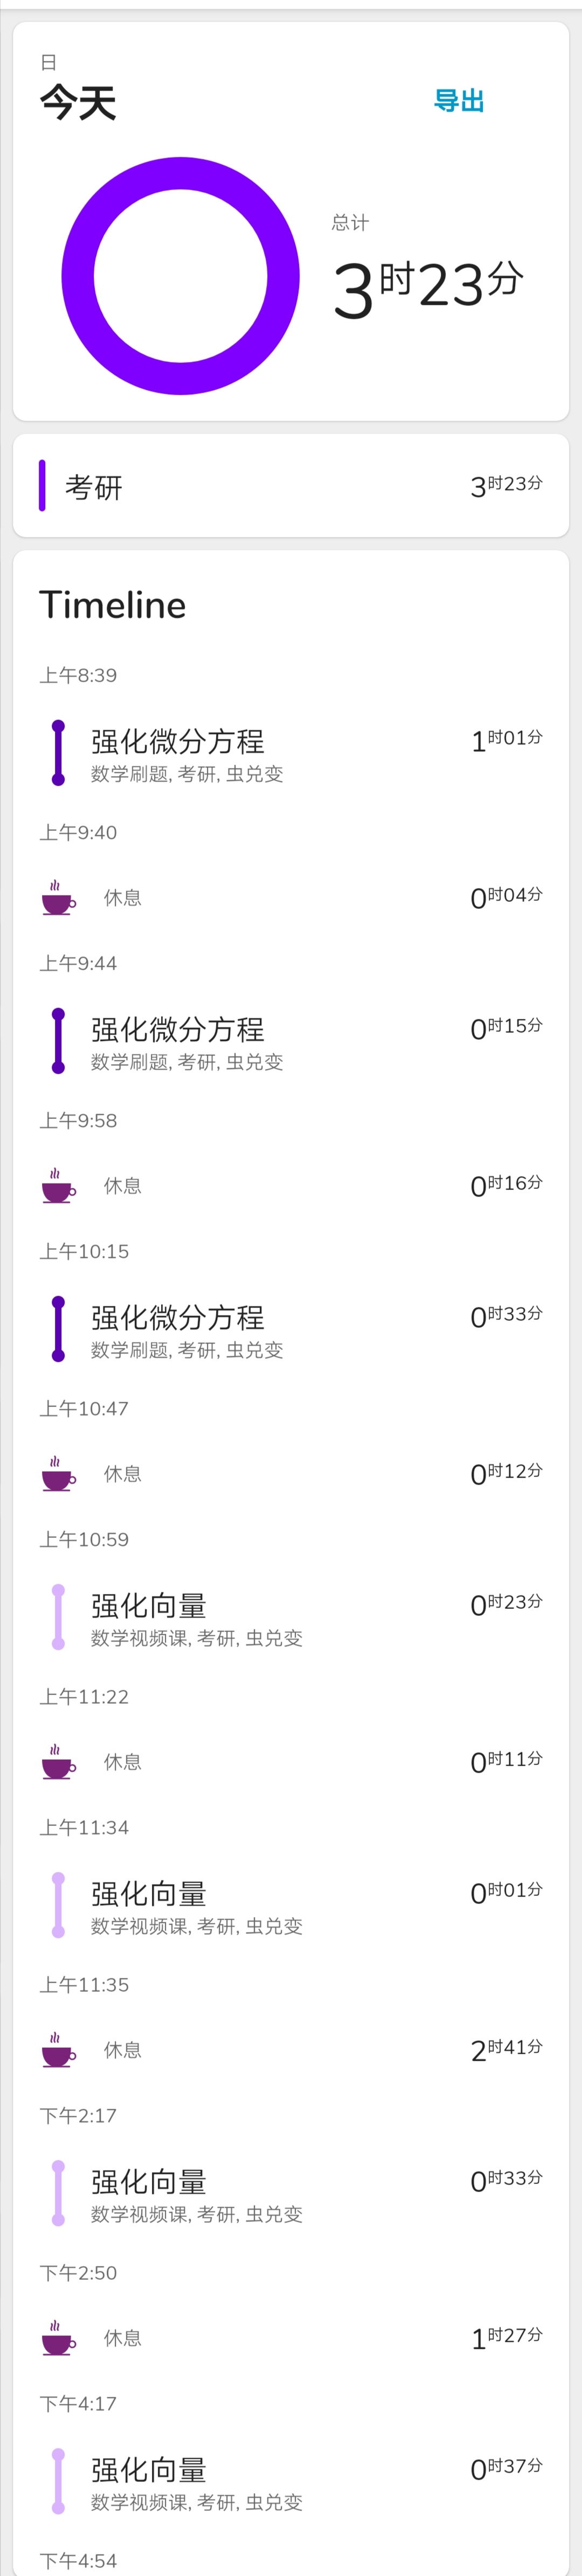 日
今天
导出
总计
3时23分
考研 3时23分
Timeline
上午8:39
强化微分方程 1时01分
数学刷题, 考研, 虫兑变
上午9:40
休息 0时04分
上午9:44
强化微分方程 0时15分
数学刷题, 考研, 虫兑变
上午9:58
休息 0时16分
上午10:15
强化微分方程 0时33分
数学刷题, 考研, 虫兑变
上午10:47
休息 0时12分
上午10:59
强化向量 0时23分
数学视频课, 考研, 虫兑变
上午11:22
休息 0时11分
上午11:34
强化向量 0时01分
数学视频课, 考研, 虫兑变
上午11:35
休息 2时41分
下午2:17
强化向量 0时33分
数学视频课, 考研, 虫兑变
下午2:50
休息 1时27分
下午4:17
强化向量 0时37分
数学视频课, 考研, 虫兑变
下午4:54